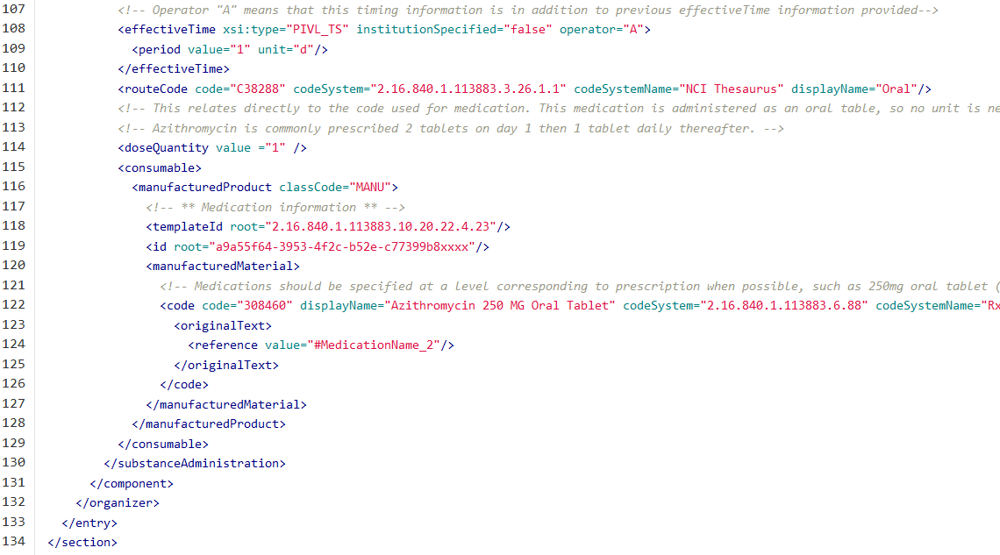 107 <!-- Operator "A" means that this timing information is in addition to previous effectiveTime information provided-->
108 <effectiveTime xsi:type="PIVL_TS" institutionSpecified="false" operator="A">
109 <period value="1" unit="d"/>
110 </effectiveTime>
111 <routeCode code="C38288" codeSystem="2.16.840.1.113883.3.26.1.1" codeSystemName="NCI Thesaurus" displayName="Oral"/>
112 <!-- This relates directly to the code used for medication. This medication is administered as an oral table, so no unit is ne
113 <!-- Azithromycin is commonly prescribed 2 tablets on day 1 then 1 tablet daily thereafter. -->
114 <doseQuantity value ="1" />
115 <consumable>
116 <manufacturedProduct classCode="MANU">
117 <!-- ** Medication information ** -->
118 <templateId root="2.16.840.1.113883.10.20.22.4.23"/>
119 <id root="a9a55f64-3953-4f2c-b52e-c77399b8xxxx"/>
120 <manufacturedMaterial>
121 <!-- Medications should be specified at a level corresponding to prescription when possible, such as 250mg oral tablet (
122 <code code="308460" displayName="Azithromycin 250 MG Oral Tablet" codeSystem="2.16.840.1.113883.6.88" codeSystemName="Rx
123 <originalText>
124 <reference value="#MedicationName_2"/>
125 </originalText>
126 </code>
127 </manufacturedMaterial>
128 </manufacturedProduct>
129 </consumable>
130 </substanceAdministration>
131 </component>
132 </organizer>
133 </entry>
134 </section>